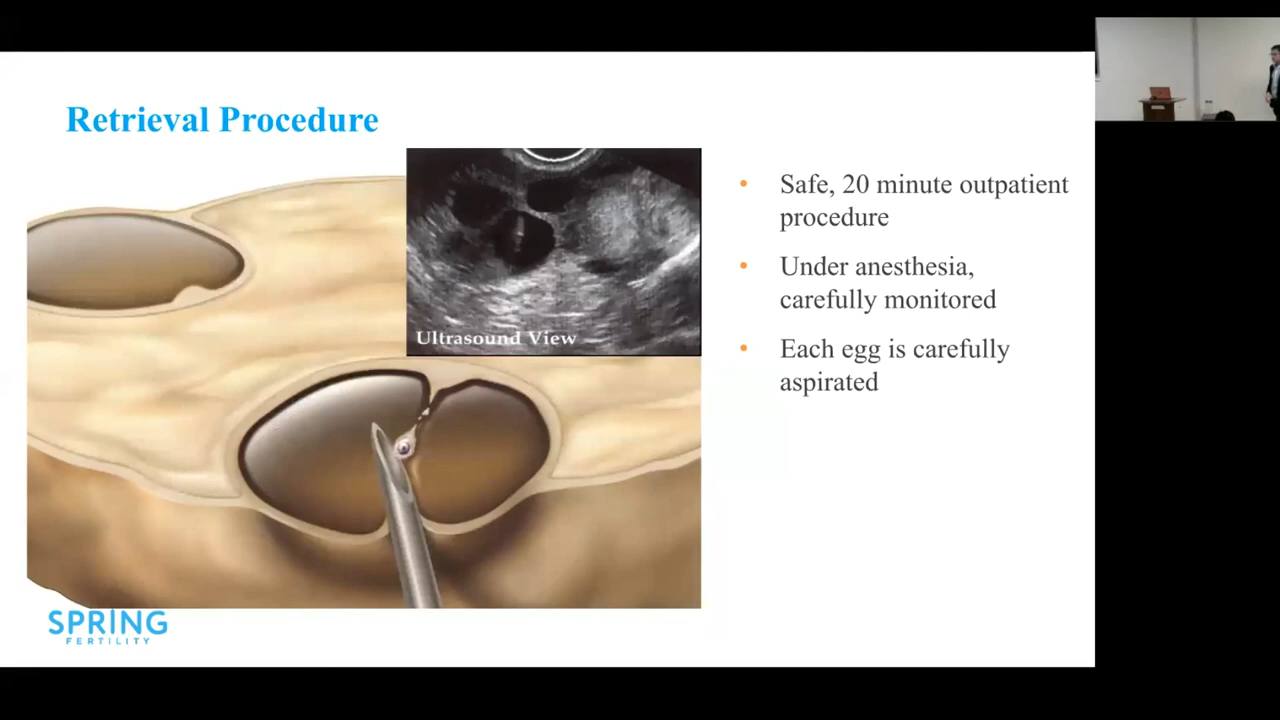 Retrieval Procedure
Ultrasound View
• Safe, 20 minute outpatient
procedure
• Under anesthesia,
carefully monitored
• Each egg is carefully
aspirated
SPRING
FERTILITY